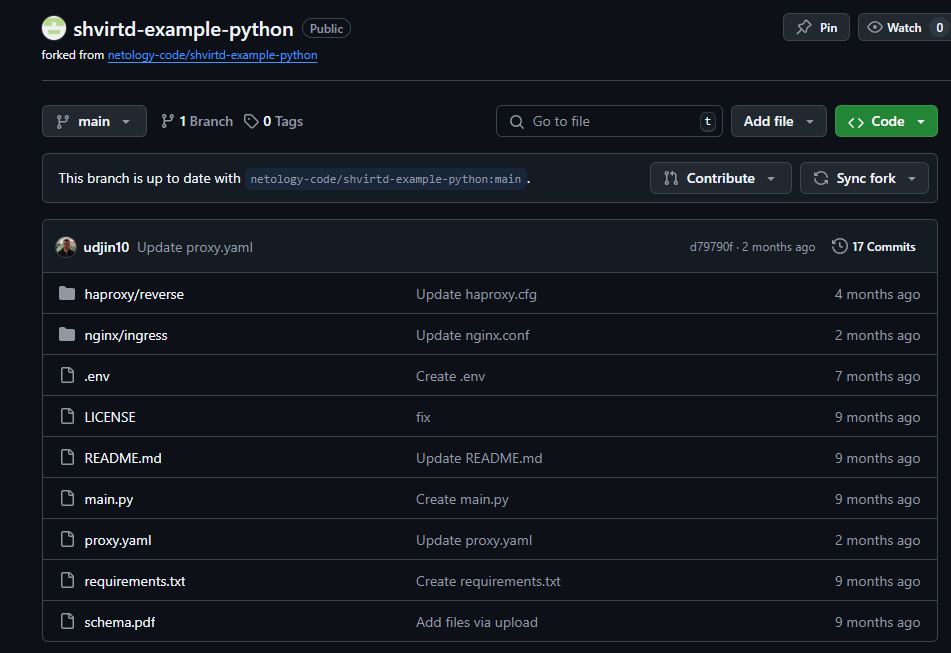 shvirtd-example-python Public Pin Watch 0
forked from netology-code/shvirtd-example-python
main 1 Branch 0 Tags Go to file t Add file Code
This branch is up to date with netology-code/shvirtd-example-python:main . Contribute Sync fork
udjin10 Update proxy.yaml d79790f · 2 months ago 17 Commits
haproxy/reverse Update haproxy.cfg 4 months ago
nginx/ingress Update nginx.conf 2 months ago
.env Create .env 7 months ago
LICENSE fix 9 months ago
README.md Update README.md 9 months ago
main.py Create main.py 9 months ago
proxy.yaml Update proxy.yaml 2 months ago
requirements.txt Create requirements.txt 9 months ago
schema.pdf Add files via upload 9 months ago